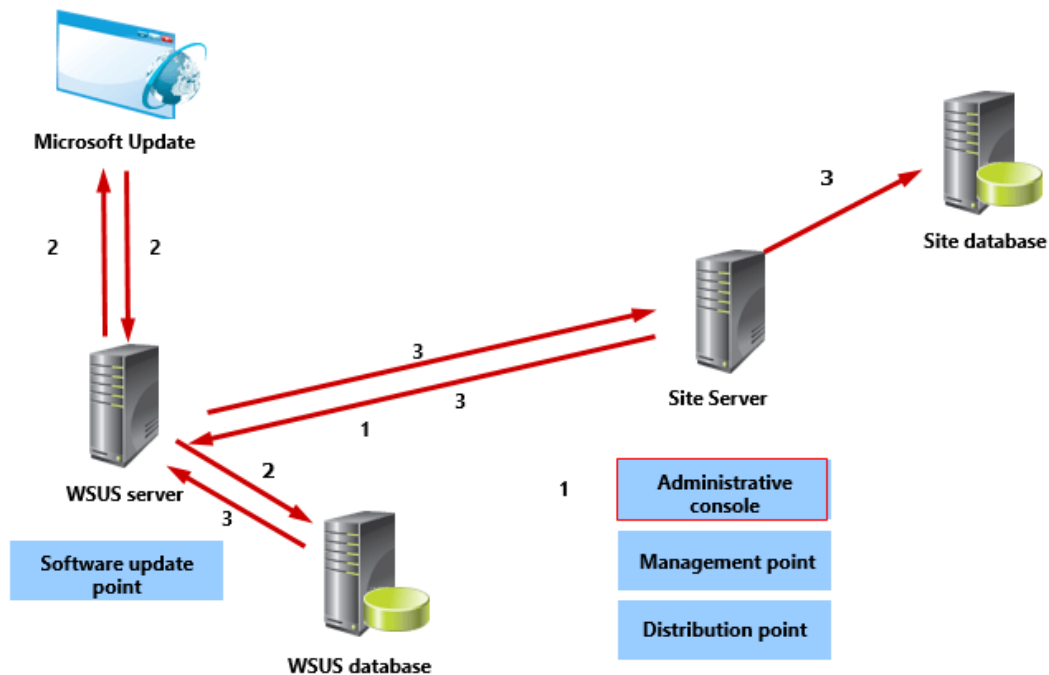 Microsoft Update
3
Site database
2
2
3
Site Server
3
1
2
WSUS server
1
Administrative
console
3
Software update
point
Management point
Distribution point
WSUS database